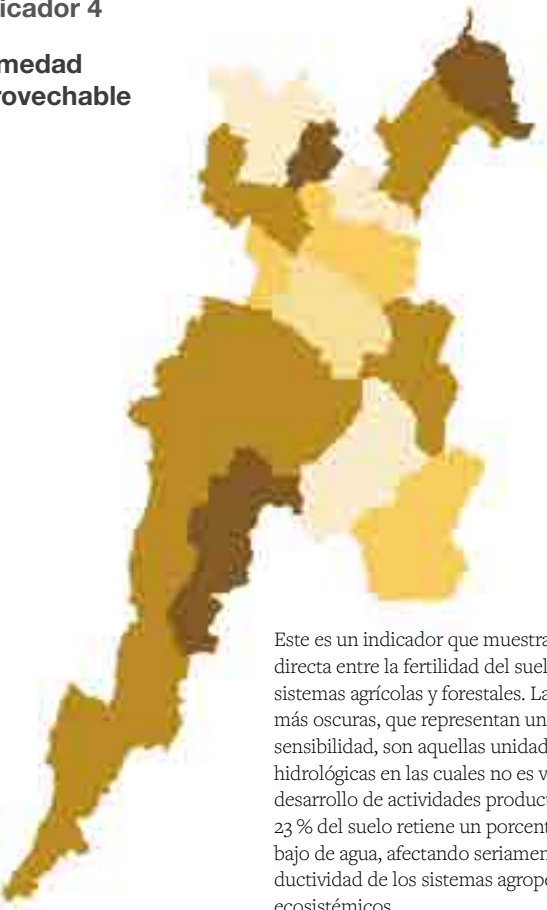 icador 4
medad
rovechable
Este es un indicador que muestra
directa entre la fertilidad del suel
sistemas agrícolas y forestales. La
más oscuras, que representan un
sensibilidad, son aquellas unidad
hidrológicas en las cuales no es v
desarrollo de actividades product
23 % del suelo retiene un porcent
bajo de agua, afectando seriamen
ductividad de los sistemas agrope
ecosistémicos